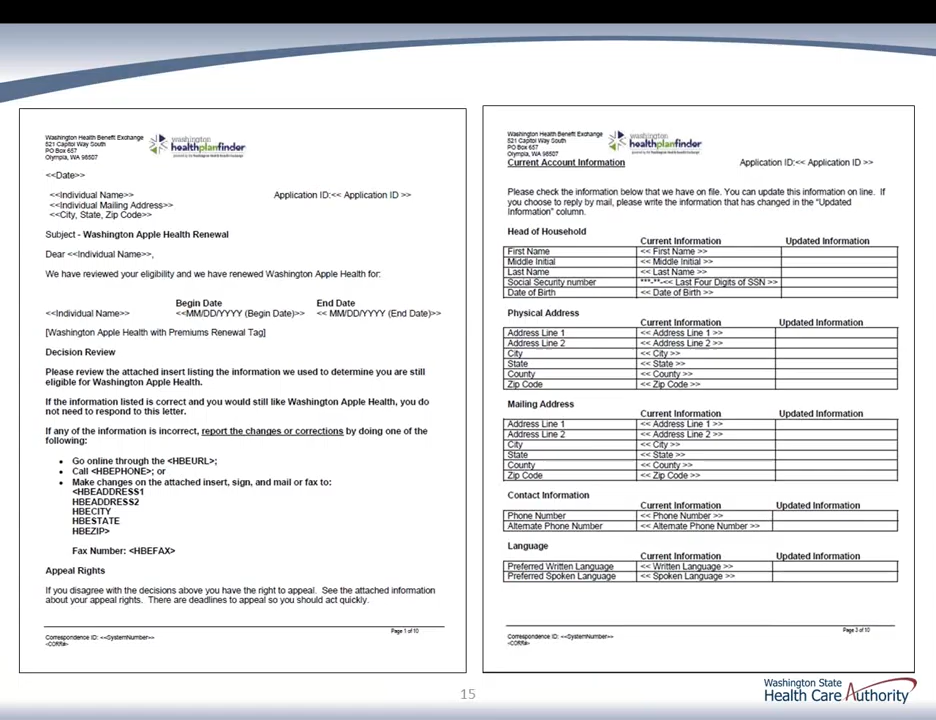 Washington Health Benefit Exchange
521 Capitol Way South
PO Box 657
Olympia, WA 98507
washington
healthplanfinder
<<Date>>
<<Individual Name>> Application ID:<< Application ID >>
<<Individual Mailing Address>>
<<City, State, Zip Code>>
Subject - Washington Apple Health Renewal
Dear <<Individual Name>>,
We have reviewed your eligibility and we have renewed Washington Apple Health for:
Begin Date End Date
<<Individual Name>> <<MM/DD/YYYY (Begin Date)>> << MM/DD/YYYY (End Date)>>
[Washington Apple Health with Premiums Renewal Tag]
Decision Review
Please review the attached insert listing the information we used to determine you are still
eligible for Washington Apple Health.
If the information listed is correct and you would still like Washington Apple Health, you do
not need to respond to this letter.
If any of the information is incorrect, report the changes or corrections by doing one of the
following:
• Go online through the <HBEURL>;
• Call <HBEPHONE>; or
• Make changes on the attached insert, sign, and mail or fax to:
<HBEADDRESS1
HBEADDRESS2
HBECITY
HBESTATE
HBEZIP>
Fax Number: <HBEFAX>
Appeal Rights
If you disagree with the decisions above you have the right to appeal. See the attached information
about your appeal rights. There are deadlines to appeal so you should act quickly.
Page 1 of 10
Correspondence ID: <<SystemNumber>>
<CORR#>
Washington Health Benefit Exchange
521 Capitol Way South
PO Box 657
Olympia, WA 98507
washington
healthplanfinder
Current Account Information Application ID:<< Application ID >>
Please check the information below that we have on file. You can update this information on line. If
you choose to reply by mail, please write the information that has changed in the "Updated
Information" column.
Head of Household
Current Information Updated Information
First Name << First Name >>
Middle Initial << Middle Initial >>
Last Name << Last Name >>
Social Security number ***-**-<< Last Four Digits of SSN >>
Date of Birth << Date of Birth >>
Physical Address
Current Information Updated Information
Address Line 1 << Address Line 1 >>
Address Line 2 << Address Line 2 >>
City << City >>
State << State >>
County << County >>
Zip Code << Zip Code >>
Mailing Address
Current Information Updated Information
Address Line 1 << Address Line 1 >>
Address Line 2 << Address Line 2 >>
City << City >>
State << State >>
County << County >>
Zip Code << Zip Code >>
Contact Information
Current Information Updated Information
Phone Number << Phone Number >>
Alternate Phone Number << Alternate Phone Number >>
Language
Current Information Updated Information
Preferred Written Language << Written Language >>
Preferred Spoken Language << Spoken Language >>
Page 3 of 10
Correspondence ID: <<SystemNumber>>
<CORR#>
15
Washington State
Health Care Authority